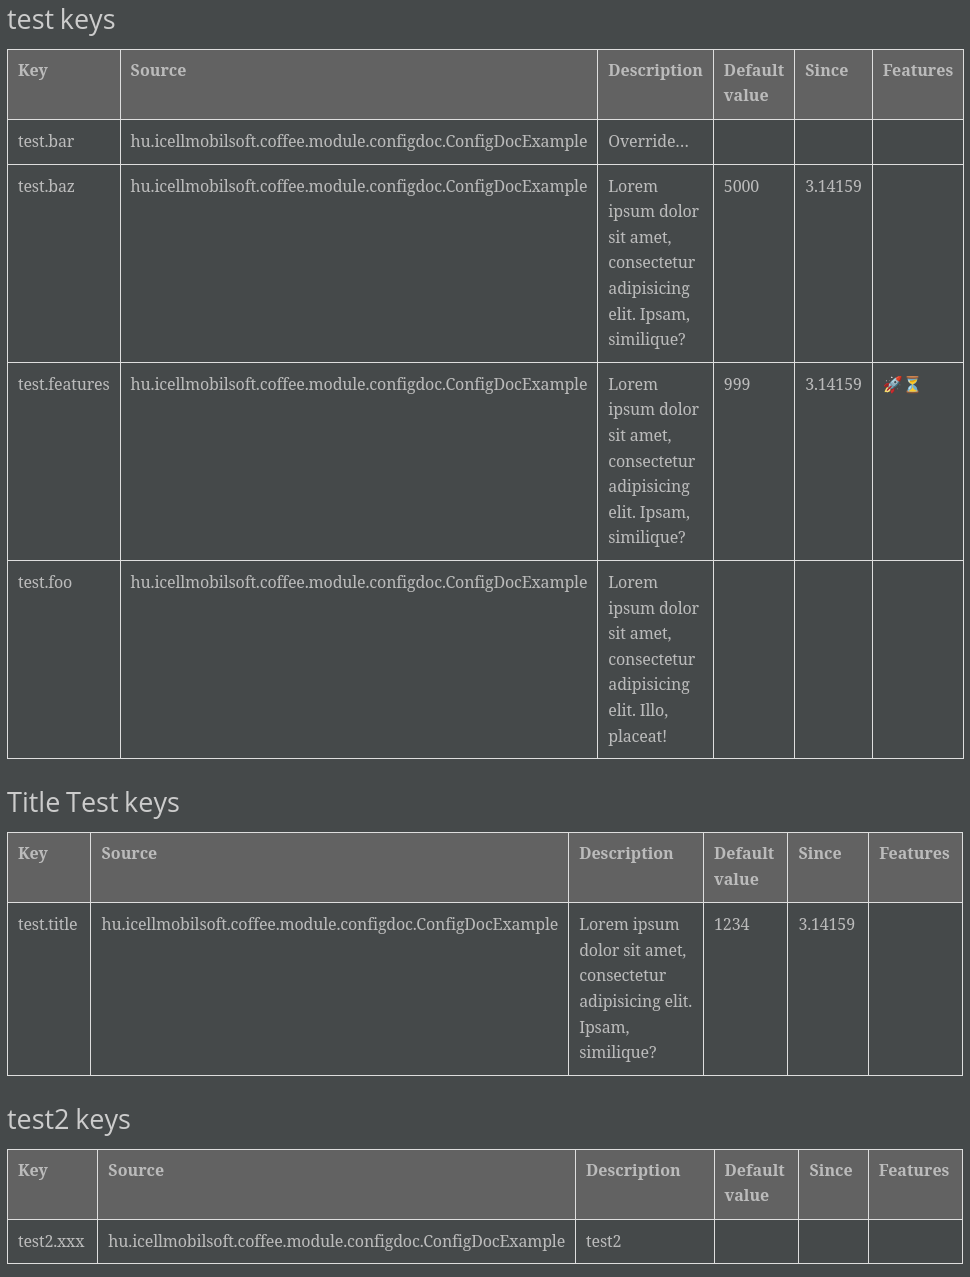 test keys
Key Source Description Default Since Features
value
test.bar hu.icellmobilsoft.coffee.module.configdoc.ConfigDocExample Override…
test.baz hu.icellmobilsoft.coffee.module.configdoc.ConfigDocExample Lorem 5000 3.14159
ipsum dolor
sit amet,
consectetur
adipisicing
elit. Ipsam,
similique?
test.features hu.icellmobilsoft.coffee.module.configdoc.ConfigDocExample Lorem 999 3.14159 🚀⏳
ipsum dolor
sit amet,
consectetur
adipisicing
elit. Ipsam,
similique?
test.foo hu.icellmobilsoft.coffee.module.configdoc.ConfigDocExample Lorem
ipsum dolor
sit amet,
consectetur
adipisicing
elit. Illo,
placeat!
Title Test keys
Key Source Description Default Since Features
value
test.title hu.icellmobilsoft.coffee.module.configdoc.ConfigDocExample Lorem ipsum 1234 3.14159
dolor sit amet,
consectetur
adipisicing elit.
Ipsam,
similique?
test2 keys
Key Source Description Default Since Features
value
test2.xxx hu.icellmobilsoft.coffee.module.configdoc.ConfigDocExample test2